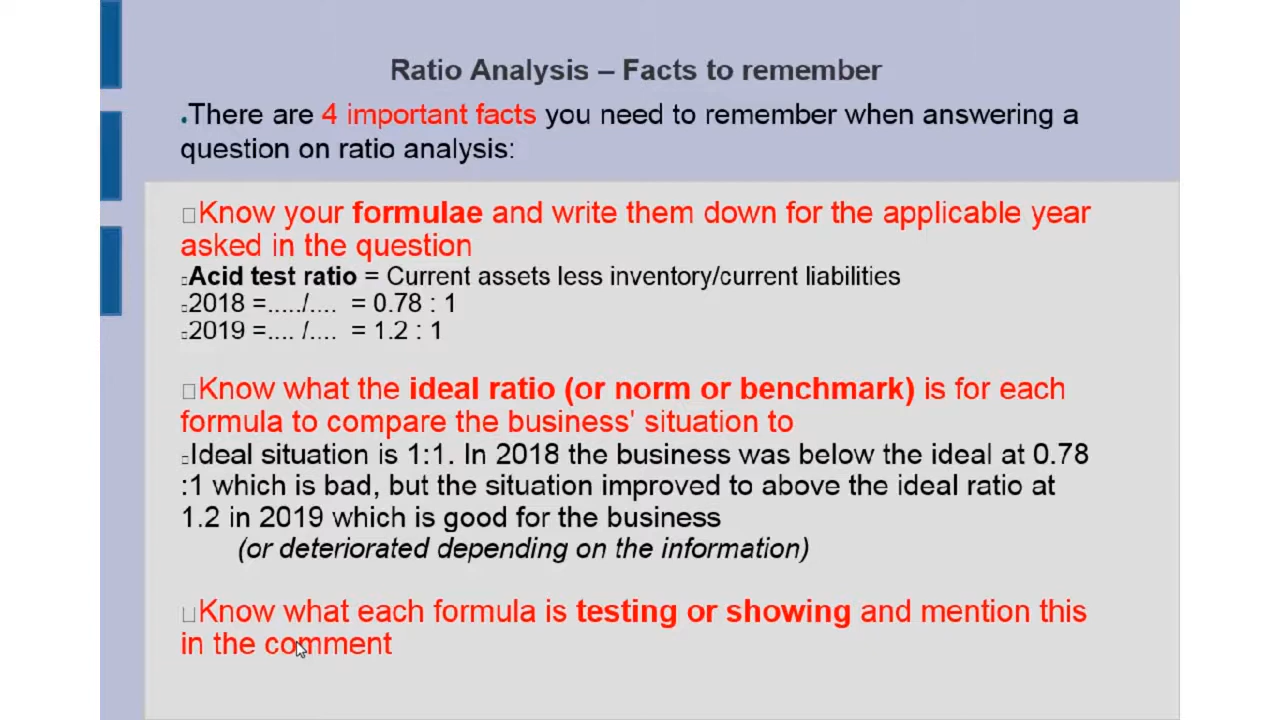 Ratio Analysis – Facts to remember
There are 4 important facts you need to remember when answering a
question on ratio analysis:
Know your formulae and write them down for the applicable year
asked in the question
Acid test ratio = Current assets less inventory/current liabilities
2018 =...../.... = 0.78 : 1
2019 =.... /.... = 1.2 : 1
Know what the ideal ratio (or norm or benchmark) is for each
formula to compare the business' situation to
Ideal situation is 1:1. In 2018 the business was below the ideal at 0.78
:1 which is bad, but the situation improved to above the ideal ratio at
1.2 in 2019 which is good for the business
(or deteriorated depending on the information)
Know what each formula is testing or showing and mention this
in the comment